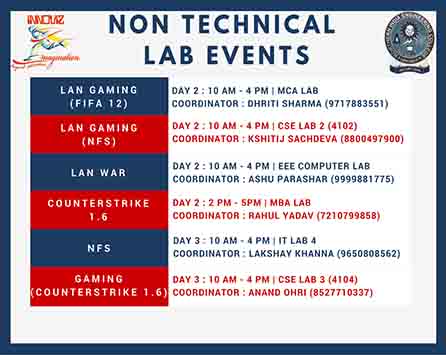 INNOVIZ
NON TECHNICAL
LAB EVENTS
LAN GAMING
(FIFA 12)
DAY 2 : 10 AM - 4 PM | MCA LAB
COORDINATOR : DHRITI SHARMA (9717883551)
LAN GAMING
(NFS)
DAY 2 : 10 AM - 4 PM | CSE LAB 2 (4102)
COORDINATOR : KSHITIJ SACHDEVA (8800497900)
LAN WAR
DAY 2 : 10 AM - 4 PM | EEE COMPUTER LAB
COORDINATOR : ASHU PARASHAR (9999881775)
COUNTERSTRIKE
1.6
DAY 2 : 2 PM - 5PM | MBA LAB
COORDINATOR : RAHUL YADAV (7210799858)
NFS
DAY 3 : 10 AM - 4 PM | IT LAB 4
COORDINATOR : LAKSHAY KHANNA (9650808562)
GAMING
(COUNTERSTRIKE 1.6)
DAY 3 : 10 AM - 4 PM | CSE LAB 3 (4104)
COORDINATOR : ANAND OHRI (8527710337)